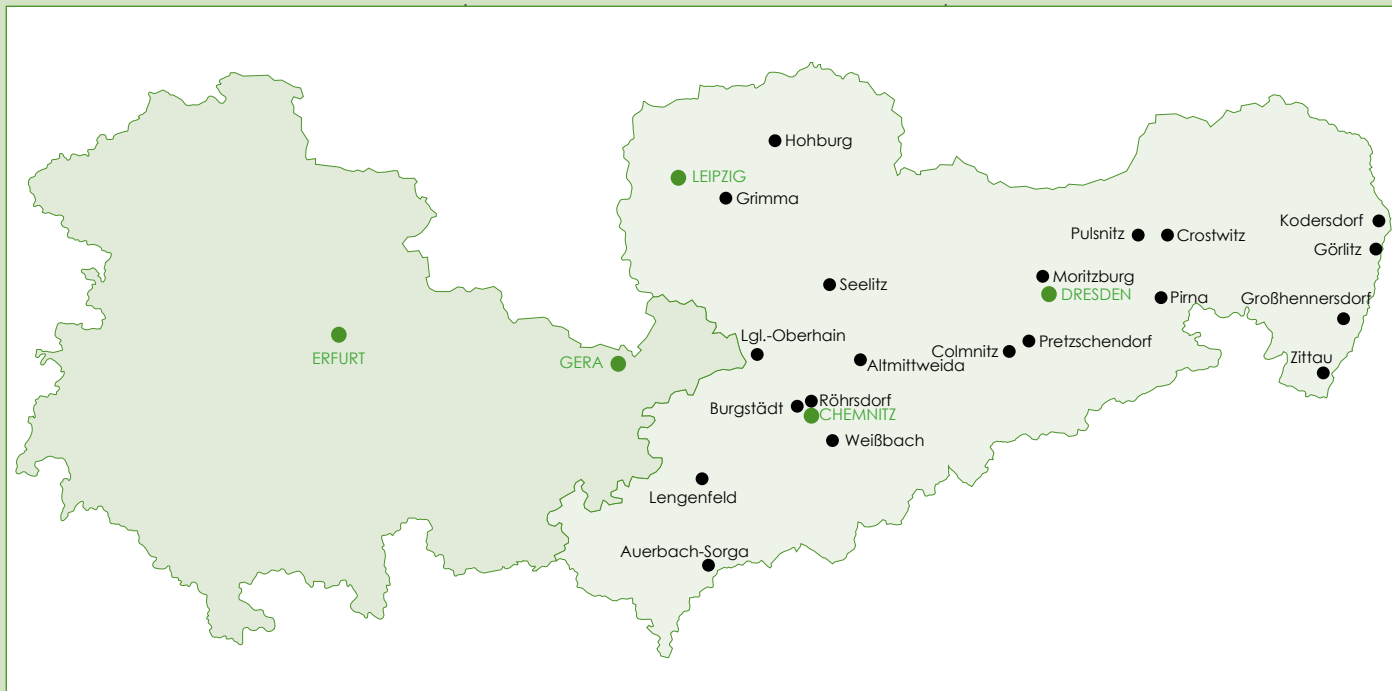 Hohburg
LEIPZIG
Grimma
Kodersdorf
Pulsnitz
Crostwitz
Görlitz
Moritzburg
Seelitz
DRESDEN
Pirna
Großhennersdorf
Lgl.-Oberhain
Pretzschendorf
Colmnitz
ERFURT
GERA
Altmittweida
Zittau
Röhrsdorf
Burgstädt
CHEMNITZ
Weißbach
Lengenfeld
Auerbach-Sorga